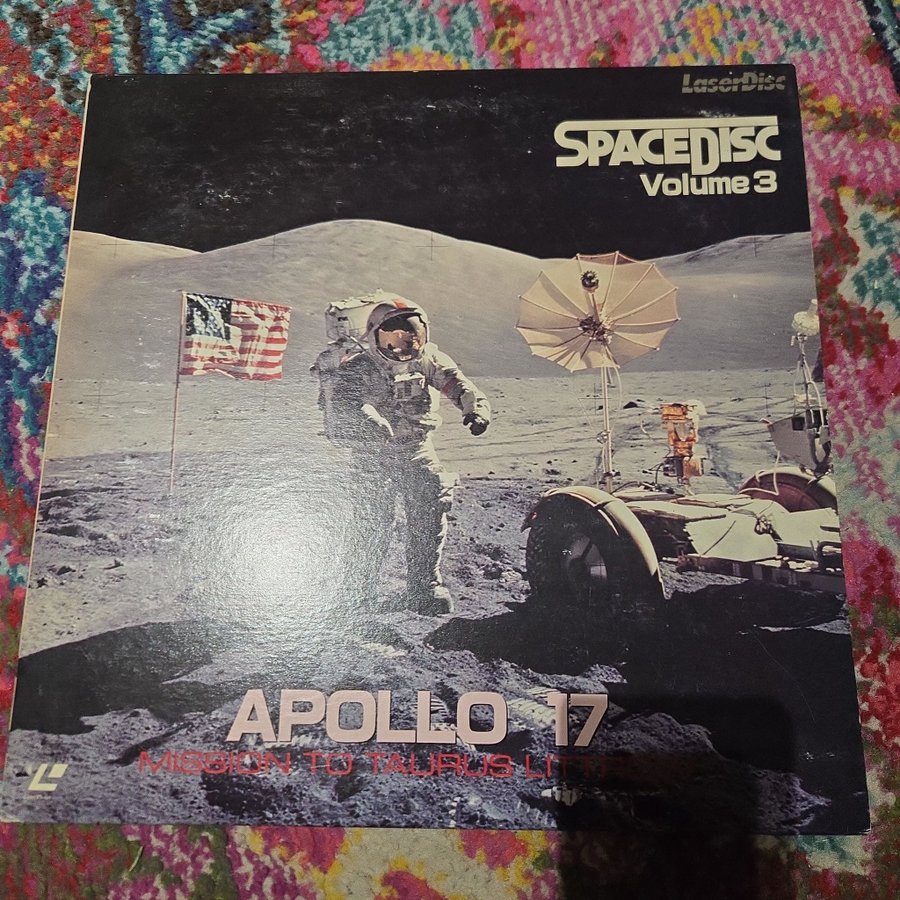 LaserDisc
SPACEDISC
Volume 3
APOLLO 17
MISSION TO TAURUS